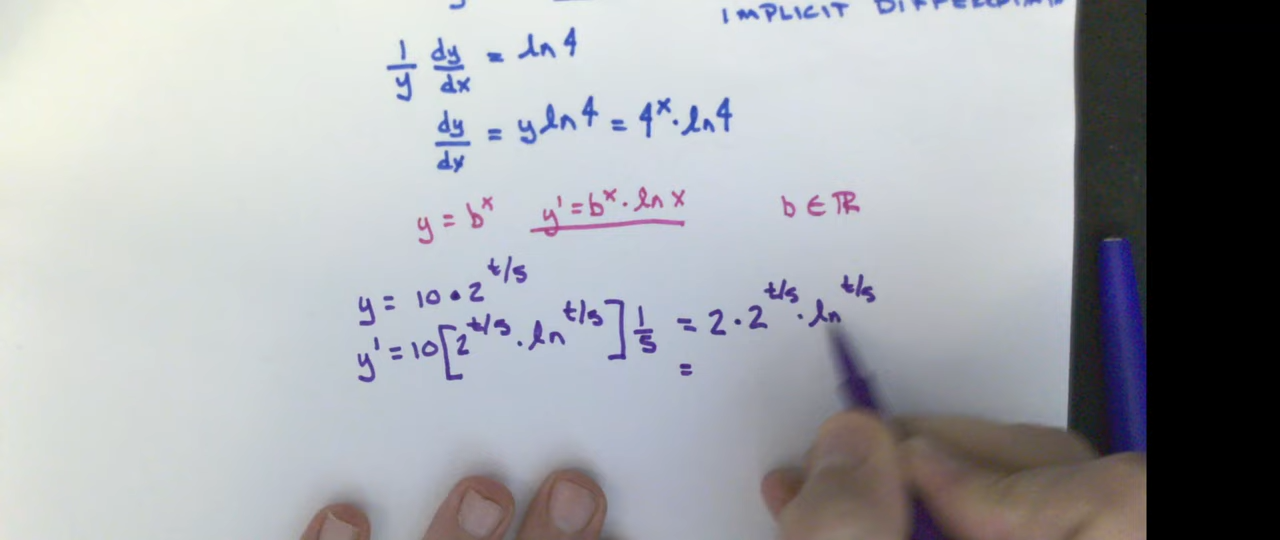 IMPLICIT
1/y dy/dx = ln 4
dy/dx = y ln 4 = 4^x · ln 4
y = b^x   y' = b^x · ln x   b ∈ ℝ
y = 10 · 2^(t/5)
y' = 10 [2^(t/5) · ln^(t/5)] 1/5 = 2 · 2^(t/5) · ln^(t/5)
=